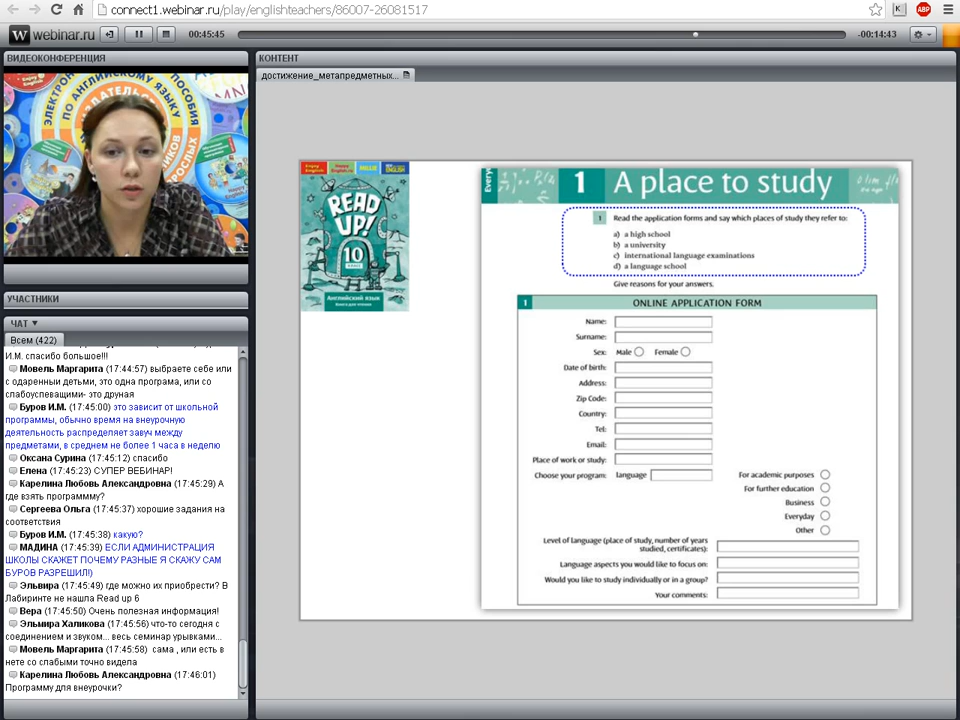 connect1.webinar.ru/play/englishteachers/86007-26081517
webinar.ru
00:45:45
-00:14:43
ВИДЕОКОНФЕРЕНЦИЯ
КОНТЕНТ
достижение_метапредметных...
УЧАСТНИКИ
ЧАТ
Всем (422)
И.М. спасибо большое!!!
Мовель Маргарита (17:44:57) выбраете себе или
с одаренныи детьми, это одна програма, или со
слабоуспеващими- это друная
Буров И.М. (17:45:00) это зависит от школьной
программы, обычно время на внеурочную
деятельность распределяет завуч между
предметами, в среднем не более 1 часа в неделю
Оксана Сурина (17:45:12) спасибо
Елена (17:45:23) СУПЕР ВЕБИНАР!
Карелина Любовь Александровна (17:45:29) А
где взять программму?
Сергеева Ольга (17:45:37) хорошие задания на
соответствия
Буров И.М. (17:45:38) какую?
МАДИНА (17:45:39) ЕСЛИ АДМИНИСТРАЦИЯ
ШКОЛЫ СКАЖЕТ ПОЧЕМУ РАЗНЫЕ Я СКАЖУ САМ
БУРОВ РАЗРЕШИЛ!)
Эльвира (17:45:49) где можно их приобрести? В
Лабиринте не нашла Read up 6
Вера (17:45:50) Очень полезная информация!
Эльмира Халикова (17:45:56) что-то сегодня с
соединением и звуком... весь семинар урывками...
Мовель Маргарита (17:45:58) сама , или есть в
нете со слабыми точно видела
Карелина Любовь Александровна (17:46:01)
Программу для внеурочки?
READ
UP!
10
Английский язык
Книга для чтения
1 A place to study
1 Read the application forms and say which places of study they refer to:
a) a high school
b) a university
c) international language examinations
d) a language school
Give reasons for your answers.
1 ONLINE APPLICATION FORM
Name:
Surname:
Sex: Male Female
Date of birth:
Address:
Zip Code:
Country:
Tel:
Email:
Place of work or study:
Choose your program: language
For academic purposes
For further education
Business
Everyday
Other
Level of language (place of study, number of years
studied, certificates):
Language aspects you would like to focus on:
Would you like to study individually or in a group?
Your comments: